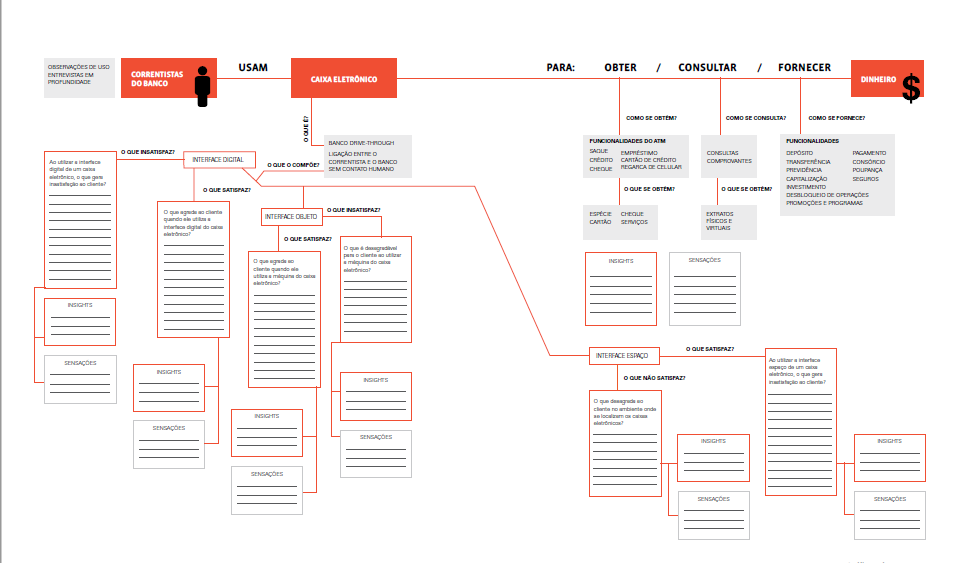 OBSERVAÇÕES DE USO
ENTREVISTAS EM
PROFUNDIDADE
CORRENTISTAS
DO BANCO
USAM
CAIXA ELETRÔNICO
PARA: OBTER / CONSULTAR / FORNECER
DINHEIRO
$
O QUE É?
BANCO DRIVE-THROUGH
LIGAÇÃO ENTRE O
CORRENTISTA E O BANCO
SEM CONTATO HUMANO
COMO SE OBTÊM?
COMO SE CONSULTA?
COMO SE FORNECE?
FUNCIONALIDADES DO ATM
SAQUE
CRÉDITO
CHEQUE
EMPRÉSTIMO
CARTÃO DE CRÉDITO
REGARCA DE CELULAR
CONSULTAS
COMPROVANTES
FUNCIONALIDADES
DEPÓSITO
TRANSFERÊNCIA
PREVIDÊNCIA
CAPITALIZAÇÃO
INVESTIMENTO
DESBLOQUEIO DE OPERAÇÕES
PROMOÇÕES E PROGRAMAS
PAGAMENTO
CONSÓRCIO
POUPANÇA
SEGUROS
O QUE SE OBTÊM?
O QUE SE OBTÊM?
ESPÉCIE
CARTÃO
CHEQUE
SERVIÇOS
EXTRATOS
FÍSICOS E
VIRTUAIS
INSIGHTS
SENSAÇÕES
O QUE INSATISFAZ?
INTERFACE DIGITAL
O QUE O COMPÕE?
Ao utilizar a interface
digital de um caixa
eletrônico, o que gera
insatisfação ao cliente?
INSIGHTS
SENSAÇÕES
O QUE SATISFAZ?
O que agrada ao cliente
quando ele utiliza a
interface digital do caixa
eletrônico?
INSIGHTS
SENSAÇÕES
INTERFACE OBJETO
O QUE INSATISFAZ?
O QUE SATISFAZ?
O que agrada ao
cliente quando ele
utiliza a máquina do caixa
eletrônico?
INSIGHTS
SENSAÇÕES
O que é desagradável
para o cliente ao utilizar
a máquina do caixa
eletrônico?
INSIGHTS
SENSAÇÕES
INTERFACE ESPAÇO
O QUE SATISFAZ?
O QUE NÃO SATISFAZ?
O que desagrada ao
cliente no ambiente onde
se localizam os caixas
eletrônicos?
INSIGHTS
SENSAÇÕES
Ao utilizar a interface
espaço de um caixa
eletrônico, o que gera
insatisfação ao cliente?
INSIGHTS
SENSAÇÕES